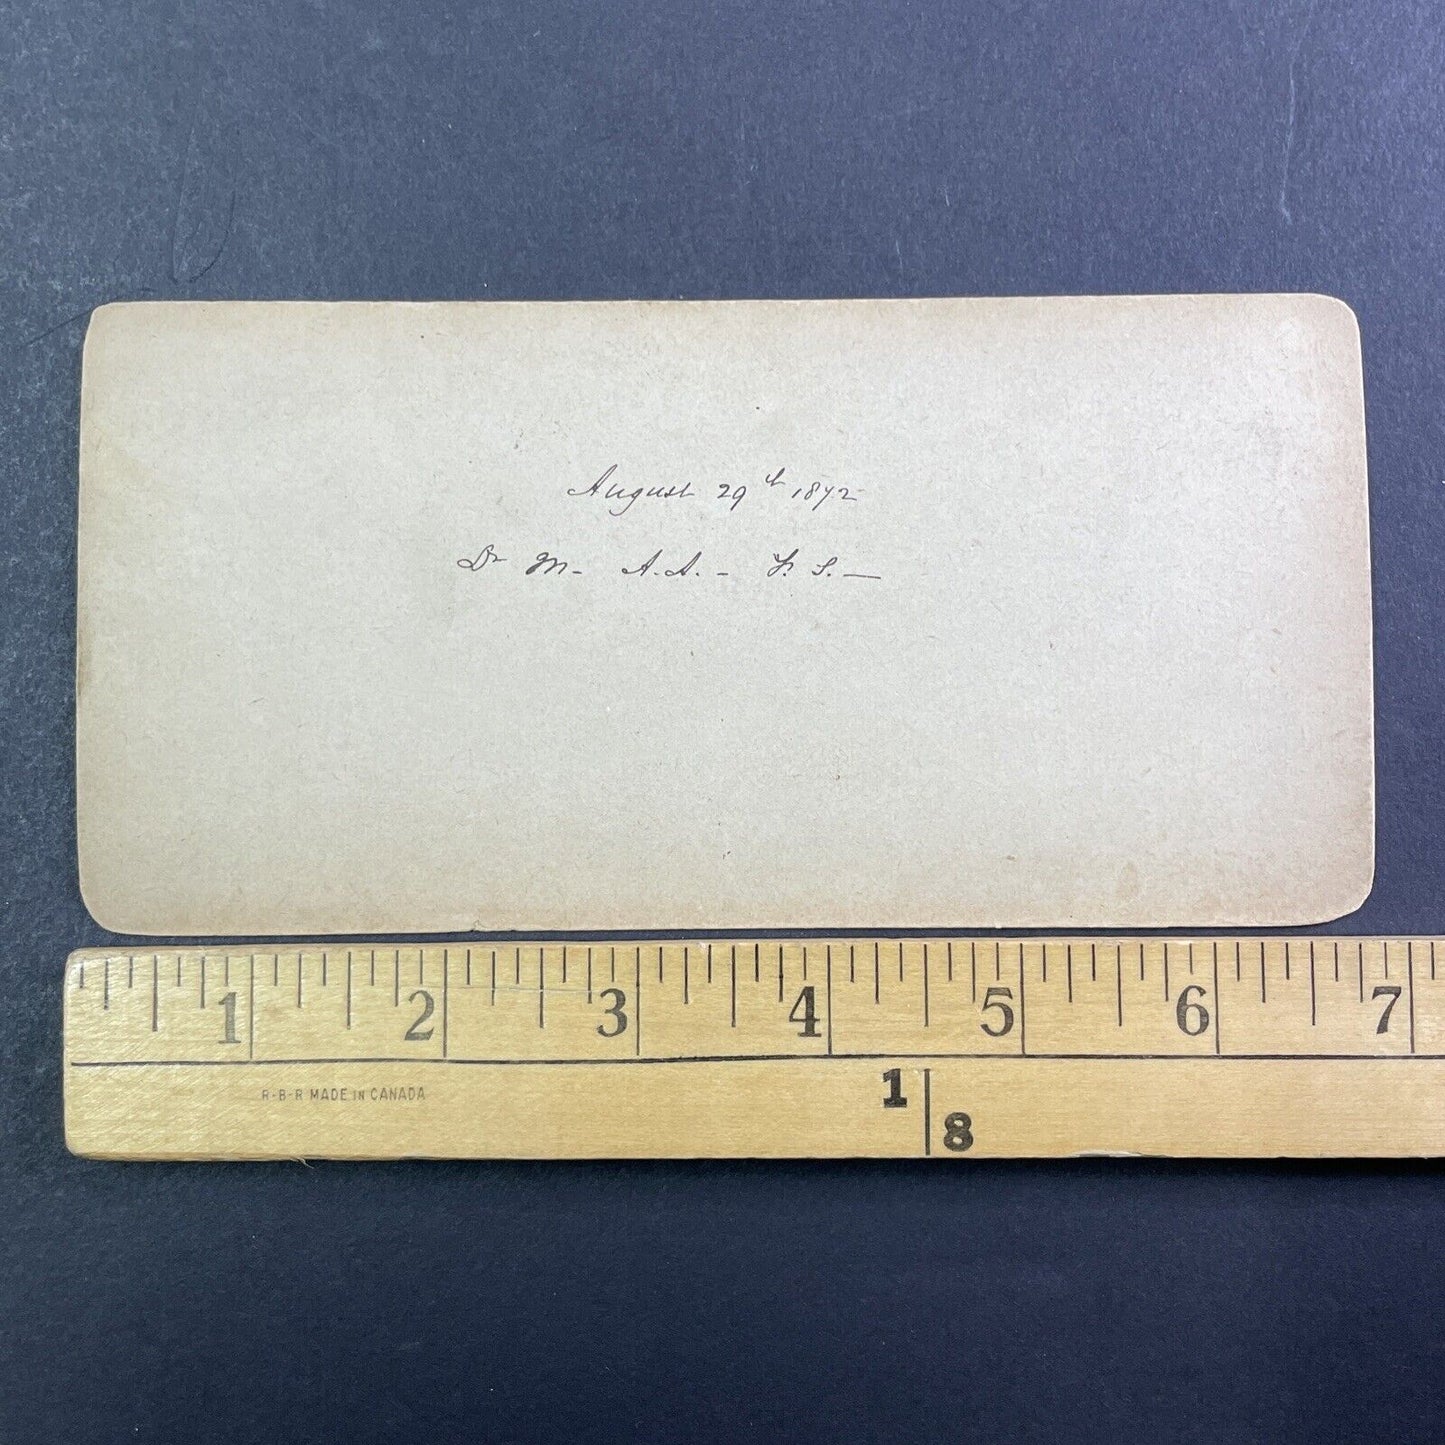 August 29th 1872
Dr M- A.A. - F. S. —
1 2 3 4 5 6 7
R-B-R MADE IN CANADA
1 8